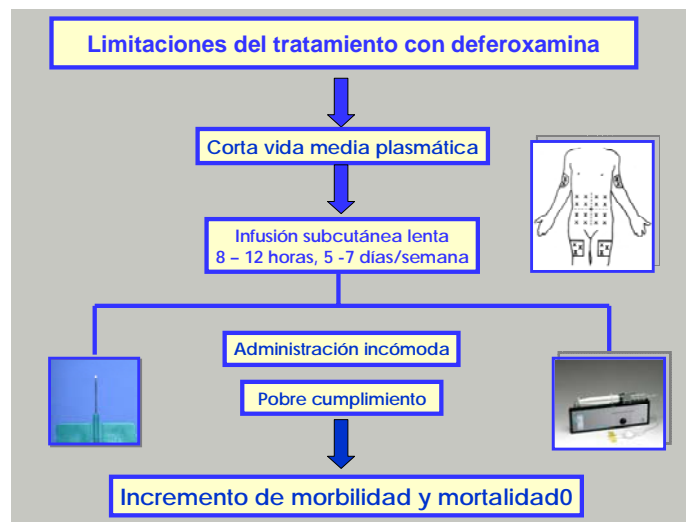 Limitaciones del tratamiento con deferoxamina
Corta vida media plasmática
Infusión subcutánea lenta
8 – 12 horas, 5 -7 días/semana
Administración incómoda
Pobre cumplimiento
Incremento de morbilidad y mortalidad0